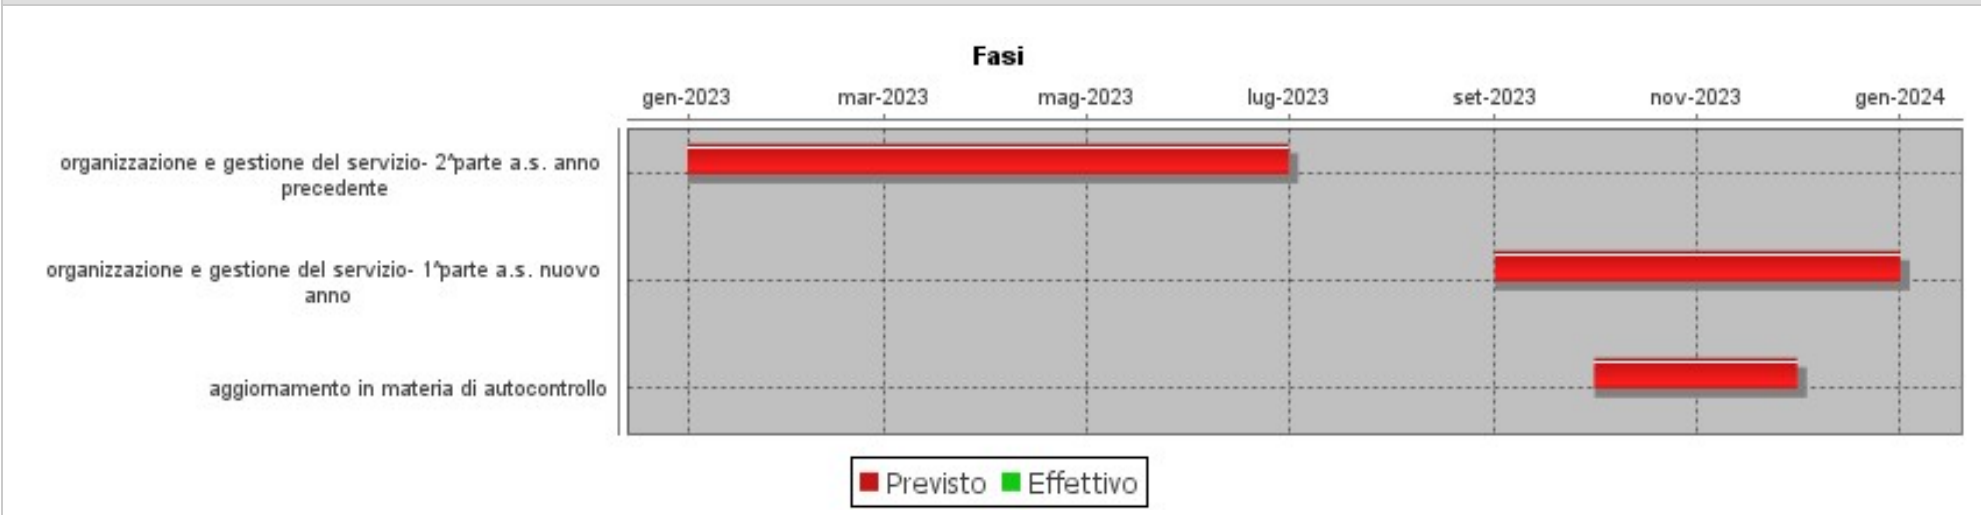 Fasi
gen-2023 mar-2023 mag-2023 lug-2023 set-2023 nov-2023 gen-2024
organizzazione e gestione del servizio- 2^parte a.s. anno
precedente
organizzazione e gestione del servizio- 1^parte a.s. nuovo
anno
aggiornamento in materia di autocontrollo
Previsto Effettivo